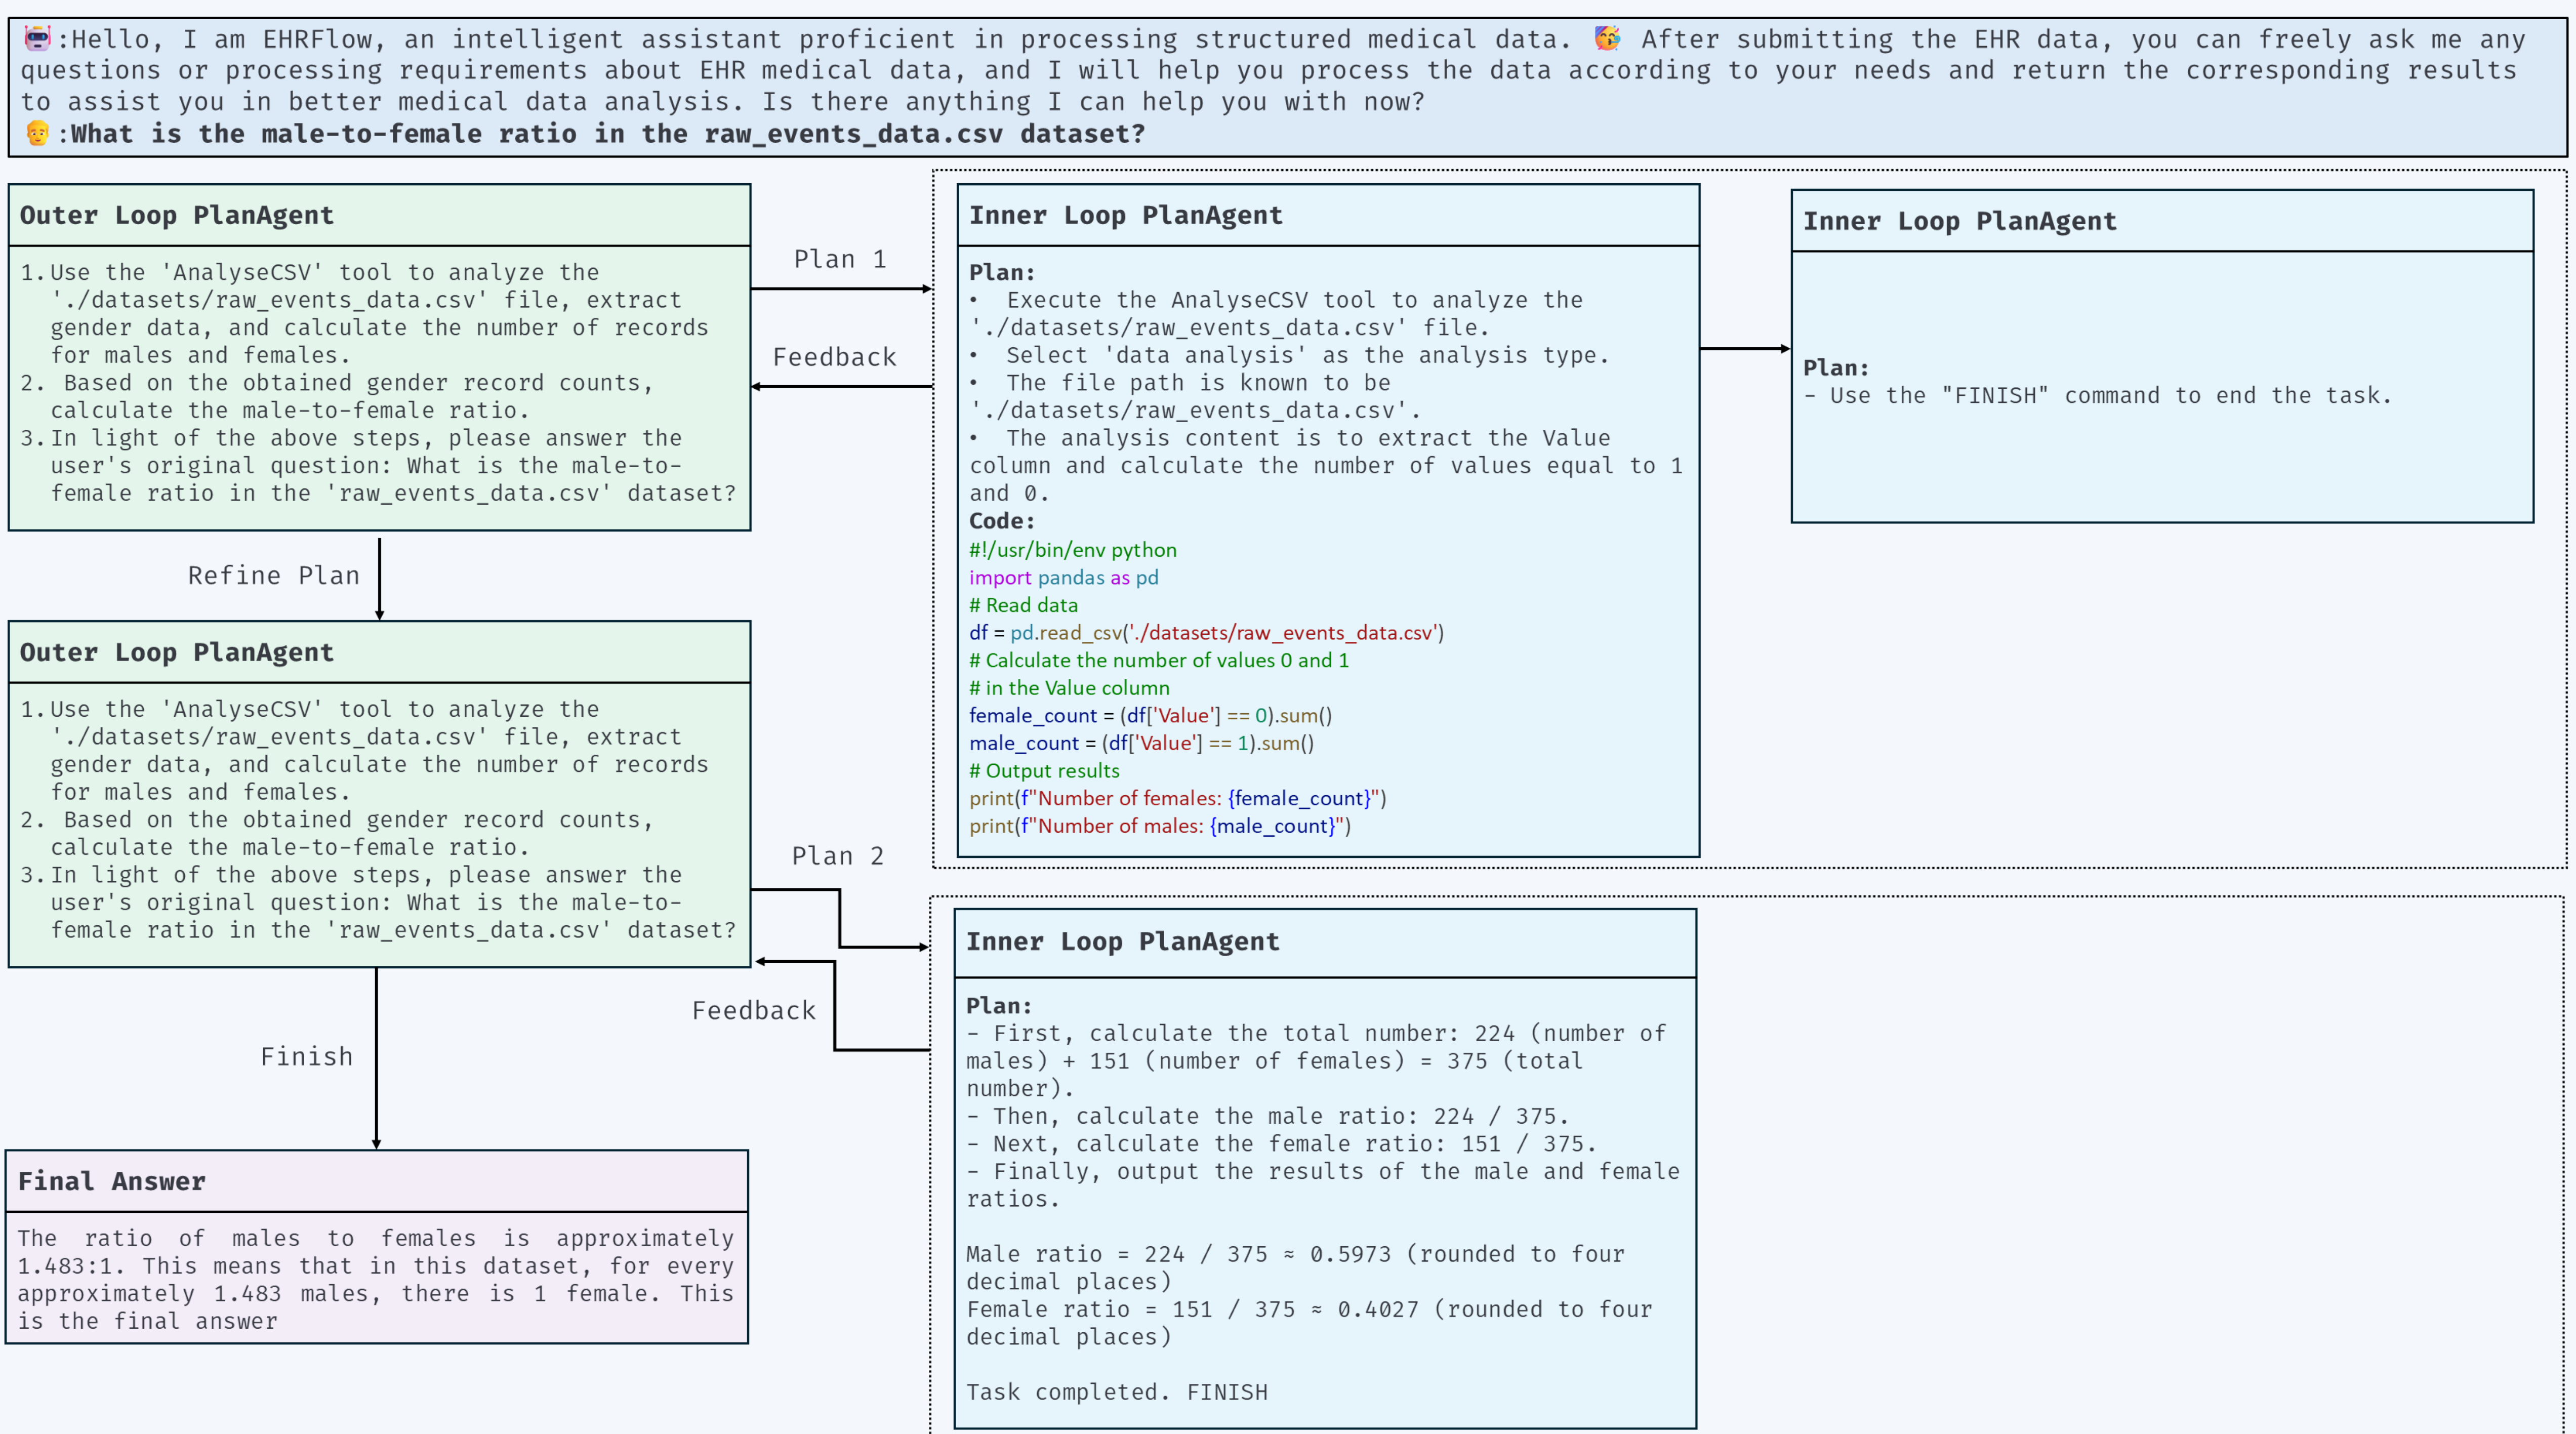 :Hello, I am EHRFlow, an intelligent assistant proficient in processing structured medical data. After submitting the EHR data, you can freely ask me any
questions or processing requirements about EHR medical data, and I will help you process the data according to your needs and return the corresponding results
to assist you in better medical data analysis. Is there anything I can help you with now?
:What is the male-to-female ratio in the raw_events_data.csv dataset?
Outer Loop PlanAgent
1.Use the 'AnalyseCSV' tool to analyze the
'./datasets/raw_events_data.csv' file, extract
gender data, and calculate the number of records
for males and females.
2. Based on the obtained gender record counts,
calculate the male-to-female ratio.
3.In light of the above steps, please answer the
user's original question: What is the male-to-
female ratio in the 'raw_events_data.csv' dataset?
Plan 1
Feedback
Inner Loop PlanAgent
Plan:
• Execute the AnalyseCSV tool to analyze the
'./datasets/raw_events_data.csv' file.
• Select 'data analysis' as the analysis type.
• The file path is known to be
'./datasets/raw_events_data.csv'.
• The analysis content is to extract the Value
column and calculate the number of values equal to 1
and 0.
Code:
#!/usr/bin/env python
import pandas as pd
# Read data
df = pd.read_csv('./datasets/raw_events_data.csv')
# Calculate the number of values 0 and 1
# in the Value column
female_count = (df['Value'] == 0).sum()
male_count = (df['Value'] == 1).sum()
# Output results
print(f"Number of females: {female_count}")
print(f"Number of males: {male_count}")
Inner Loop PlanAgent
Plan:
- Use the "FINISH" command to end the task.
Refine Plan
Outer Loop PlanAgent
1.Use the 'AnalyseCSV' tool to analyze the
'./datasets/raw_events_data.csv' file, extract
gender data, and calculate the number of records
for males and females.
2. Based on the obtained gender record counts,
calculate the male-to-female ratio.
3.In light of the above steps, please answer the
user's original question: What is the male-to-
female ratio in the 'raw_events_data.csv' dataset?
Plan 2
Feedback
Inner Loop PlanAgent
Plan:
- First, calculate the total number: 224 (number of
males) + 151 (number of females) = 375 (total
number).
- Then, calculate the male ratio: 224 / 375.
- Next, calculate the female ratio: 151 / 375.
- Finally, output the results of the male and female
ratios.
Male ratio = 224 / 375 ≈ 0.5973 (rounded to four
decimal places)
Female ratio = 151 / 375 ≈ 0.4027 (rounded to four
decimal places)
Task completed. FINISH
Finish
Final Answer
The ratio of males to females is approximately
1.483:1. This means that in this dataset, for every
approximately 1.483 males, there is 1 female. This
is the final answer